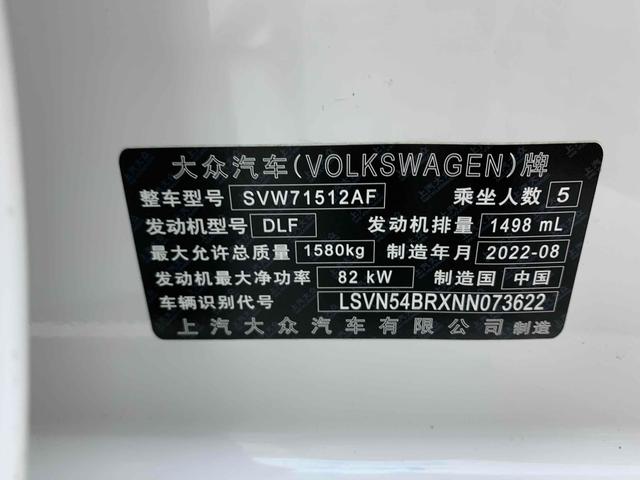 大众汽车(VOLKSWAGEN)牌
整车型号 SVW71512AF 乘坐人数 5
发动机型号 DLF 发动机排量 1498 mL
最大允许总质量 1580kg 制造年月 2022-08
发动机最大净功率 82 kW 制造国 中国
车辆识别代号 LSVN54BRXNN073622
上汽大众汽车有限公司 制造